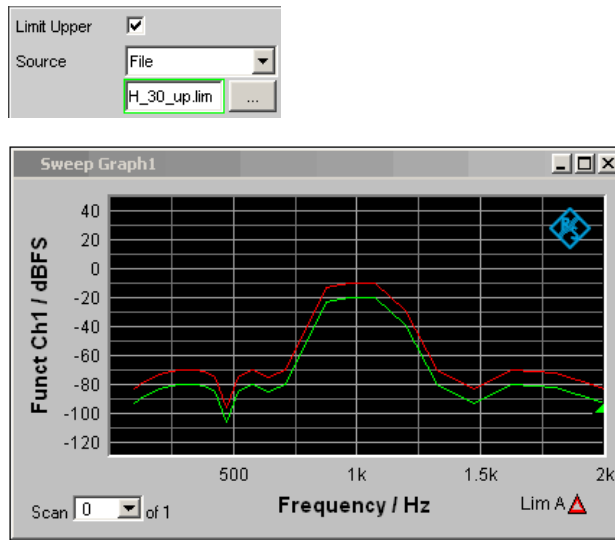 Limit Upper
Source File
H_30_up.lim ...
Sweep Graph1
Funct Ch1 / dBFS
40
20
0
-20
-40
-60
-80
-100
-120
500 1k 1.5k 2k
Scan 0 of 1
Frequency / Hz
Lim A